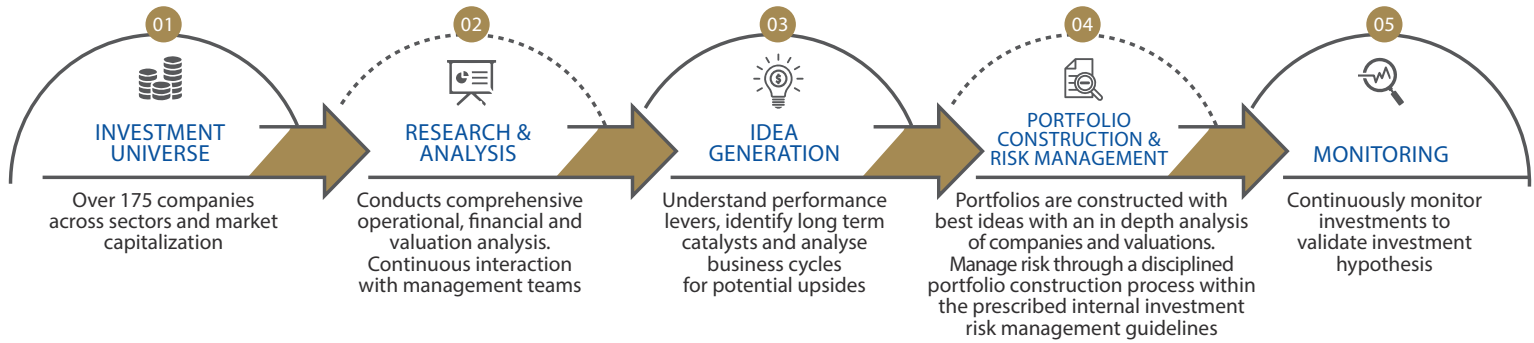 01
INVESTMENT
UNIVERSE
Over 175 companies
across sectors and market
capitalization
02
RESEARCH &
ANALYSIS
Conducts comprehensive
operational, financial and
valuation analysis.
Continuous interaction
with management teams
03
IDEA
GENERATION
Understand performance
levers, identify long term
catalysts and analyse
business cycles
for potential upsides
04
PORTFOLIO
CONSTRUCTION &
RISK MANAGEMENT
Portfolios are constructed with
best ideas with an in depth analysis
of companies and valuations.
Manage risk through a disciplined
portfolio construction process within
the prescribed internal investment
risk management guidelines
05
MONITORING
Continuously monitor
investments to
validate investment
hypothesis